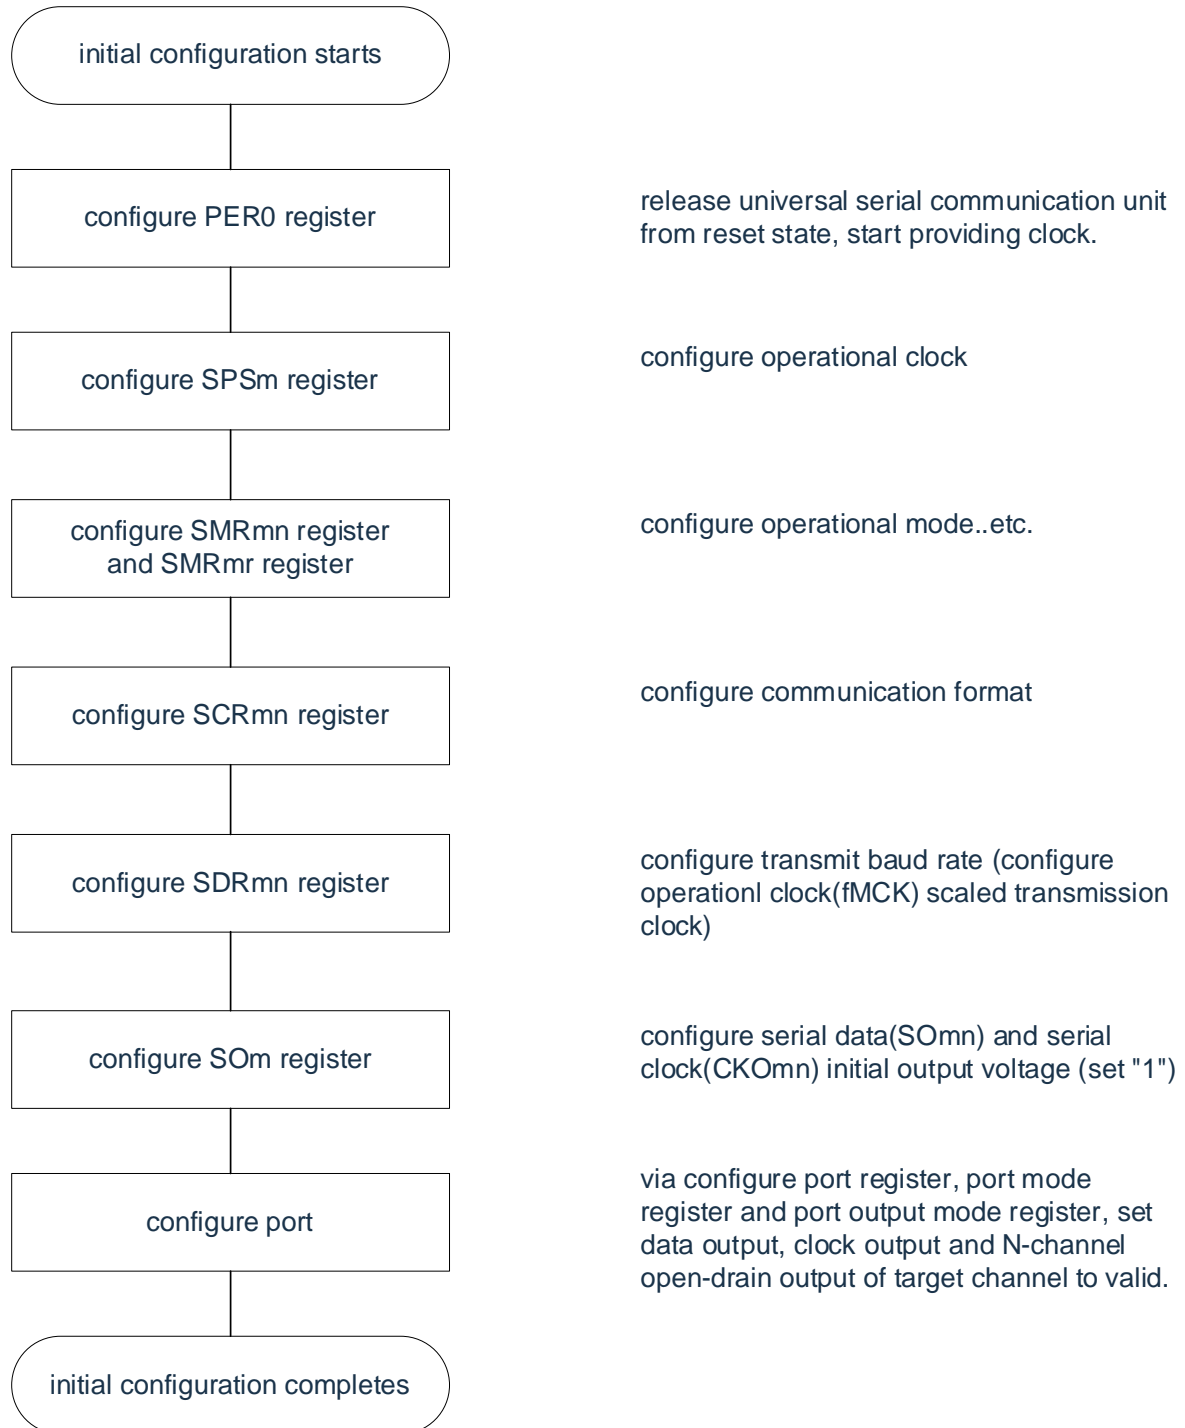 initial configuration starts
configure PER0 register
release universal serial communication unit
from reset state, start providing clock.
configure SPSm register
configure operational clock
configure SMRmn register
and SMRmr register
configure operational mode..etc.
configure SCRmn register
configure communication format
configure SDRmn register
configure transmit baud rate (configure
operationl clock(fMCK) scaled transmission
clock)
configure SOm register
configure serial data(SOmn) and serial
clock(CKOmn) initial output voltage (set "1")
configure port
via configure port register, port mode
register and port output mode register, set
data output, clock output and N-channel
open-drain output of target channel to valid.
initial configuration completes